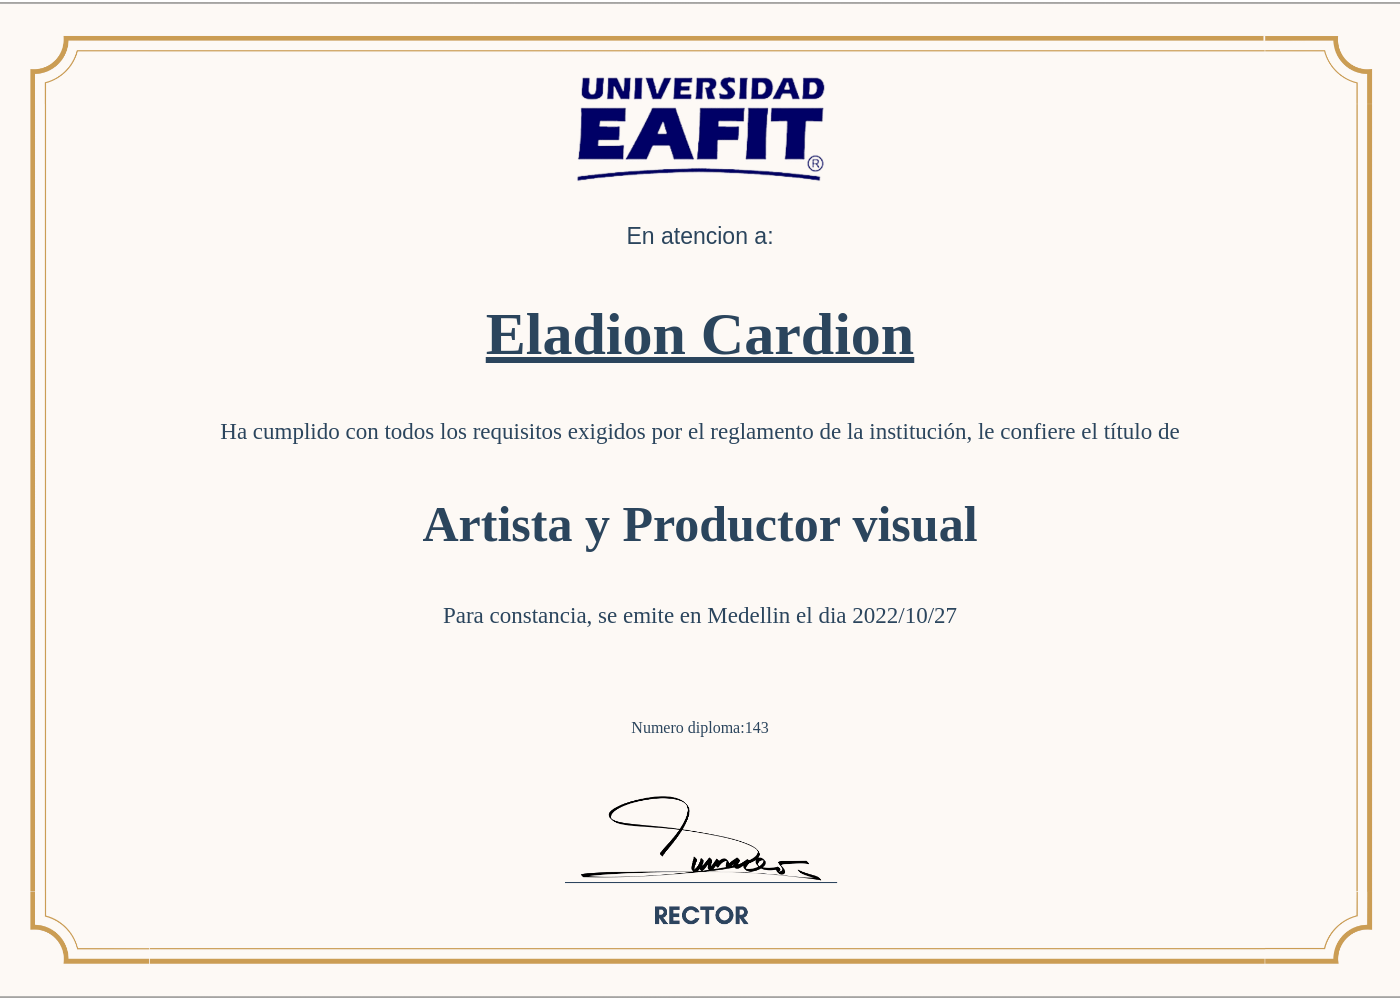 UNIVERSIDAD
EAFIT®
En atencion a:
Eladion Cardion
Ha cumplido con todos los requisitos exigidos por el reglamento de la institución, le confiere el título de
Artista y Productor visual
Para constancia, se emite en Medellin el dia 2022/10/27
Numero diploma:143
RECTOR